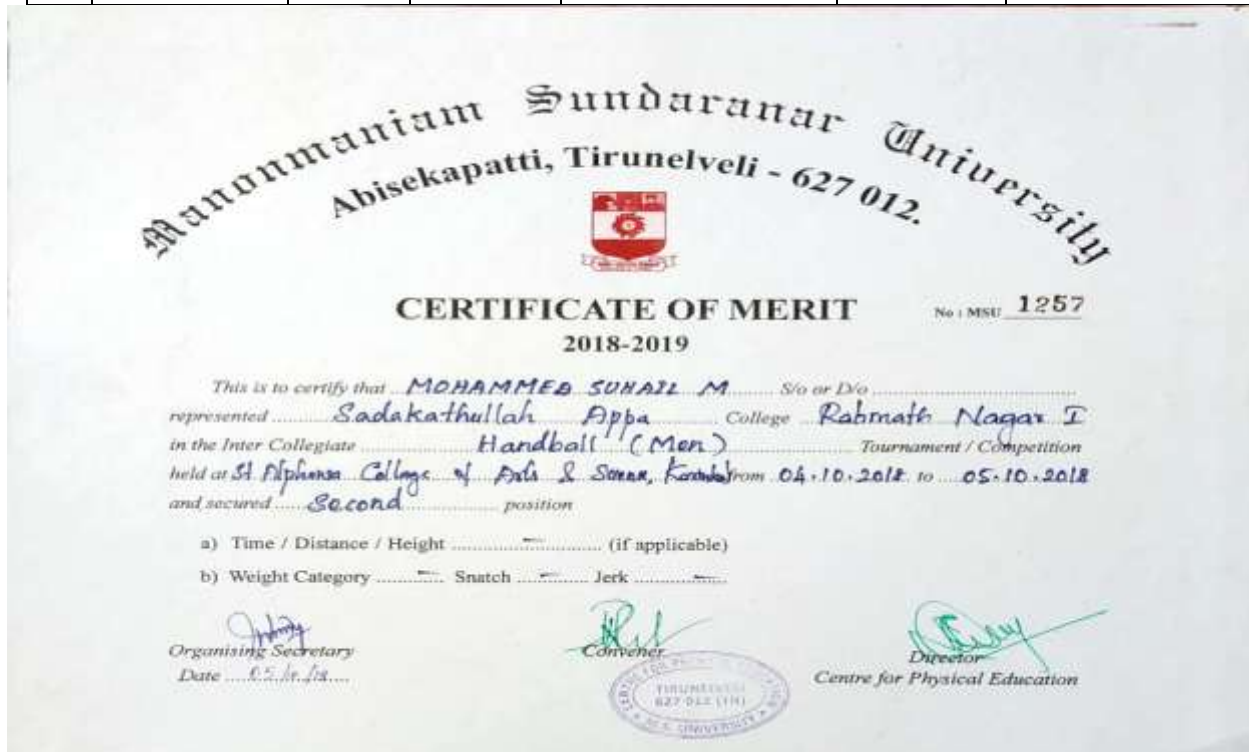 Manonmaniam Sundaranar University
Abisekapatti, Tirunelveli - 627 012.
CERTIFICATE OF MERIT
No : MSU 1257
2018-2019
This is to certify that MOHAMMED SUHAIL M S/o or D/o
represented Sadakathullah Appa College Rahmath Nagar I
in the Inter Collegiate Handball (Men) Tournament / Competition
held at St Alphonsa College of Arts & from 04.10.2018 to 05.10.2018
and secured Second position
a) Time / Distance / Height — (if applicable)
b) Weight Category — Snatch — Jerk —
Organising Secretary
Date
Convener
Director
Centre for Physical Education
TIRUNELVELI
627 012 (TN)
M.S. UNIVERSITY